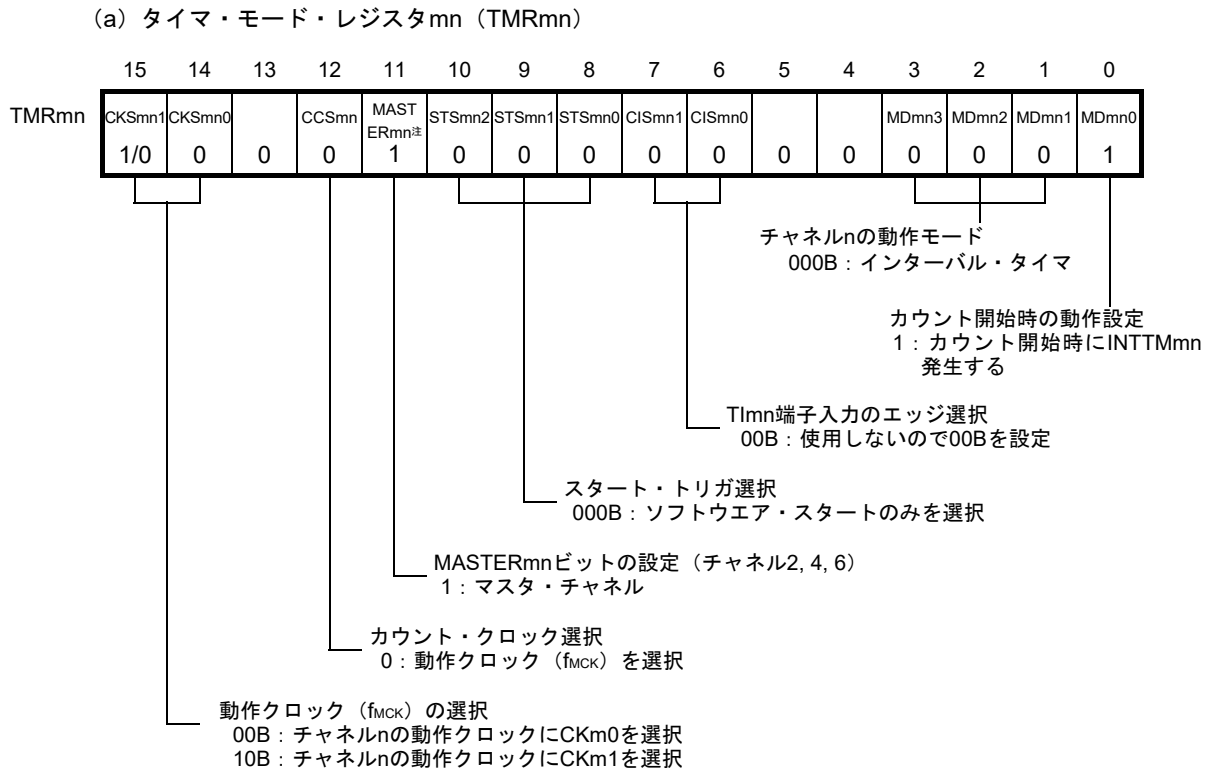 (a) タイマ・モード・レジスタmn（TMRmn）
15 14 13 12 11 10 9 8 7 6 5 4 3 2 1 0
TMRmn CKSmn1 CKSmn0 CCSmn MAST ERmn注 STSmn2 STSmn1 STSmn0 CISmn1 CISmn0 MDmn3 MDmn2 MDmn1 MDmn0
1/0 0 0 0 1 0 0 0 0 0 0 0 0 0 0 1
チャネルnの動作モード
000B：インターバル・タイマ
カウント開始時の動作設定
1：カウント開始時にINTTMmn
発生する
TImn端子入力のエッジ選択
00B：使用しないので00Bを設定
スタート・トリガ選択
000B：ソフトウエア・スタートのみを選択
MASTERmnビットの設定（チャネル2, 4, 6）
1：マスタ・チャネル
カウント・クロック選択
0：動作クロック（fMCK）を選択
動作クロック（fMCK）の選択
00B：チャネルnの動作クロックにCKm0を選択
10B：チャネルnの動作クロックにCKm1を選択